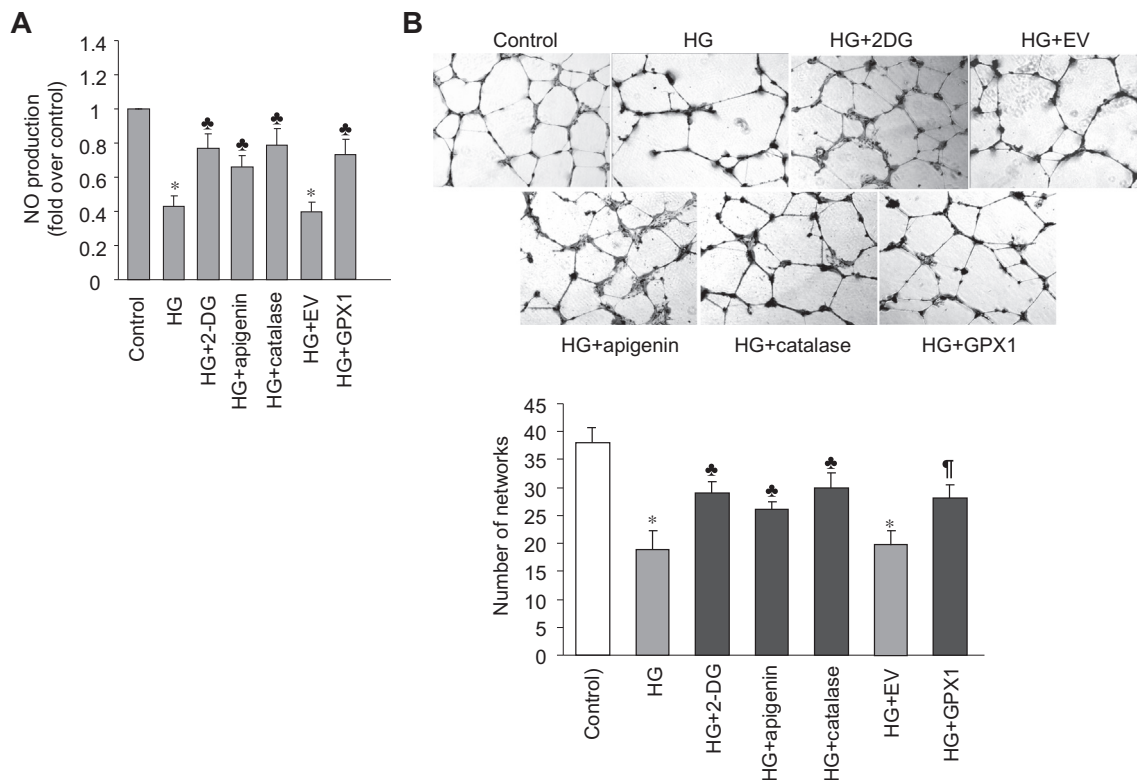 A
NO production
(fold over control)
1.4
1.2
1
0.8
0.6
0.4
0.2
0
*
♣
♣
♣
*
♣
Control
HG
HG+2-DG
HG+apigenin
HG+catalase
HG+EV
HG+GPX1
B
Control
HG
HG+2DG
HG+EV
HG+apigenin
HG+catalase
HG+GPX1
Number of networks
45
40
35
30
25
20
15
10
5
0
*
♣
♣
♣
*
¶
Control)
HG
HG+2-DG
HG+apigenin
HG+catalase
HG+EV
HG+GPX1